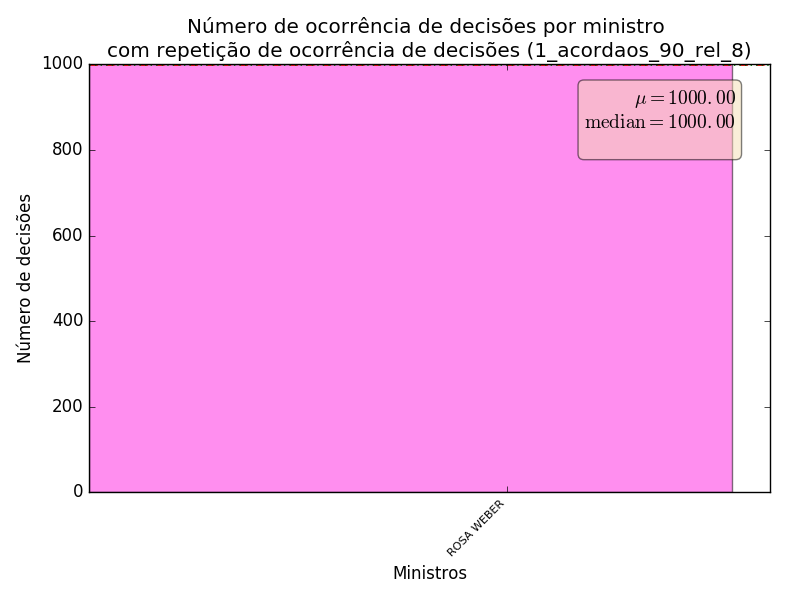 Número de ocorrência de decisões por ministro
com repetição de ocorrência de decisões (1_acordaos_90_rel_8)
1000
800
600
400
200
0
μ = 1000.00
median = 1000.00
Número de decisões
ROSA WEBER
Ministros